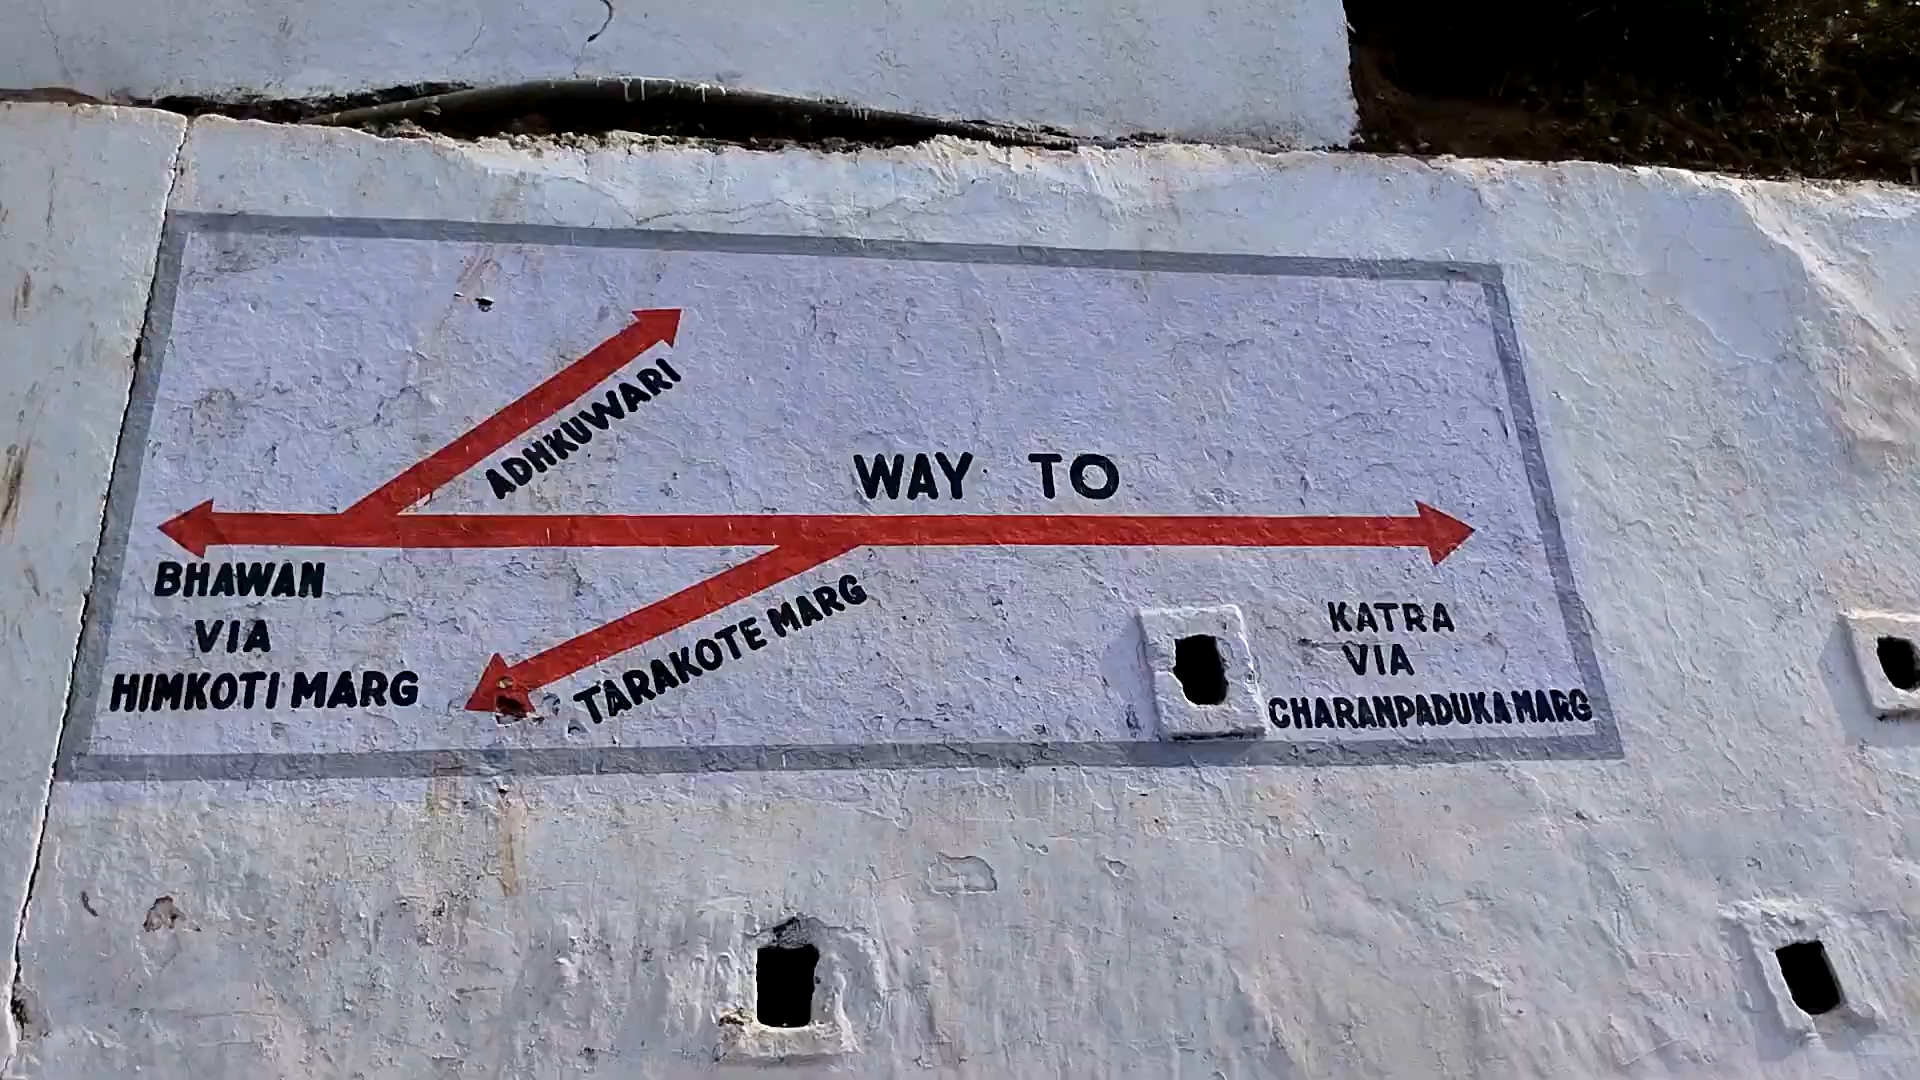 ADHKUWARI
WAY TO
BHAWAN
VIA
HIMKOTI MARG
TARAKOTE MARG
KATRA
VIA
CHARANPADUKA MARG